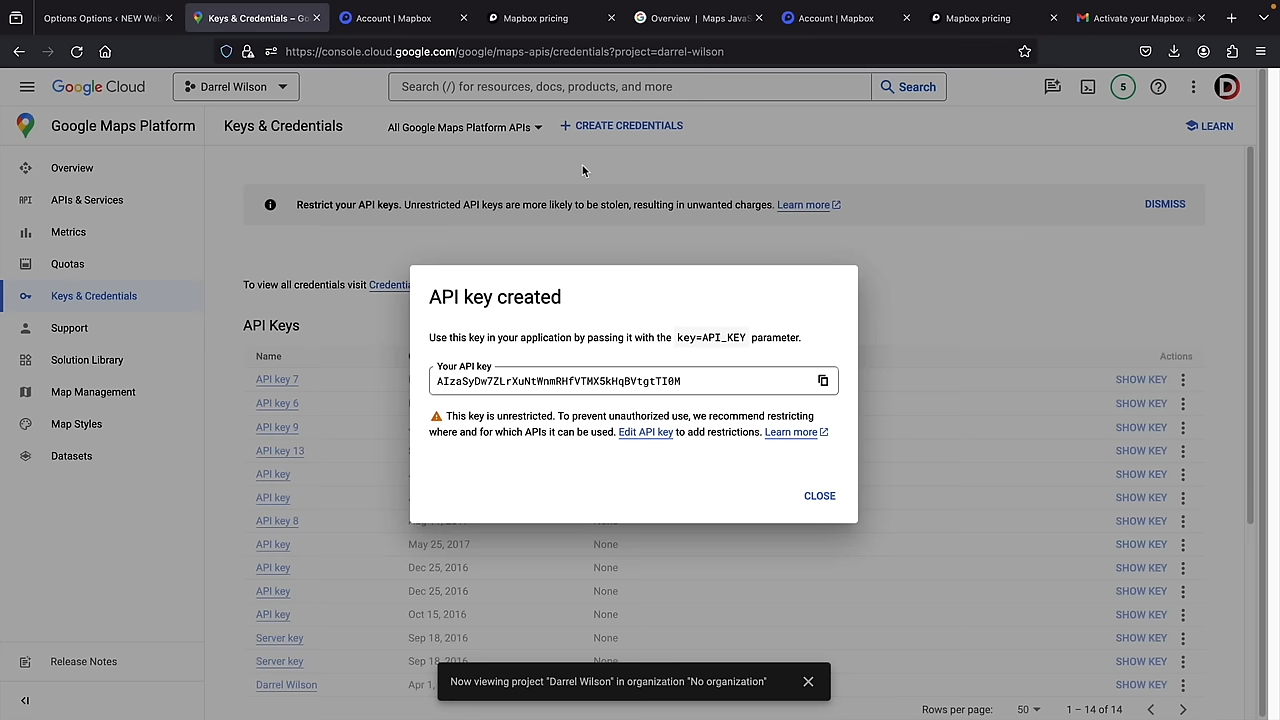 Options Options ‹ NEW Web
Keys & Credentials – Go
Account | Mapbox
Mapbox pricing
Overview | Maps JavaS
Account | Mapbox
Mapbox pricing
Activate your Mapbox a
https://console.cloud.google.com/google/maps-apis/credentials?project=darrel-wilson
Google Cloud
Darrel Wilson
Search (/) for resources, docs, products, and more
Search
5
D
Google Maps Platform
Keys & Credentials
All Google Maps Platform APIs
CREATE CREDENTIALS
LEARN
Overview
API APIs & Services
Metrics
Quotas
Keys & Credentials
Support
Solution Library
Map Management
Map Styles
Datasets
Release Notes
Restrict your API keys. Unrestricted API keys are more likely to be stolen, resulting in unwanted charges. Learn more
DISMISS
To view all credentials visit Credentia
API Keys
Name
Actions
API key 7 SHOW KEY
API key 6 SHOW KEY
API key 9 SHOW KEY
API key 13 SHOW KEY
API key SHOW KEY
API key SHOW KEY
API key 8 None SHOW KEY
API key May 25, 2017 None SHOW KEY
API key Dec 25, 2016 None SHOW KEY
API key Dec 25, 2016 None SHOW KEY
API key Oct 15, 2016 None SHOW KEY
Server key Sep 18, 2016 None SHOW KEY
Server key Sep 18, 2016 None SHOW KEY
Darrel Wilson Apr 1, SHOW KEY
Rows per page: 50 1 – 14 of 14
API key created
Use this key in your application by passing it with the key=API_KEY parameter.
Your API key
AIzaSyDw7ZLrXuNtWnmRHfVTMX5kHqBVtgtTI0M
This key is unrestricted. To prevent unauthorized use, we recommend restricting
where and for which APIs it can be used. Edit API key to add restrictions. Learn more
CLOSE
Now viewing project "Darrel Wilson" in organization "No organization"